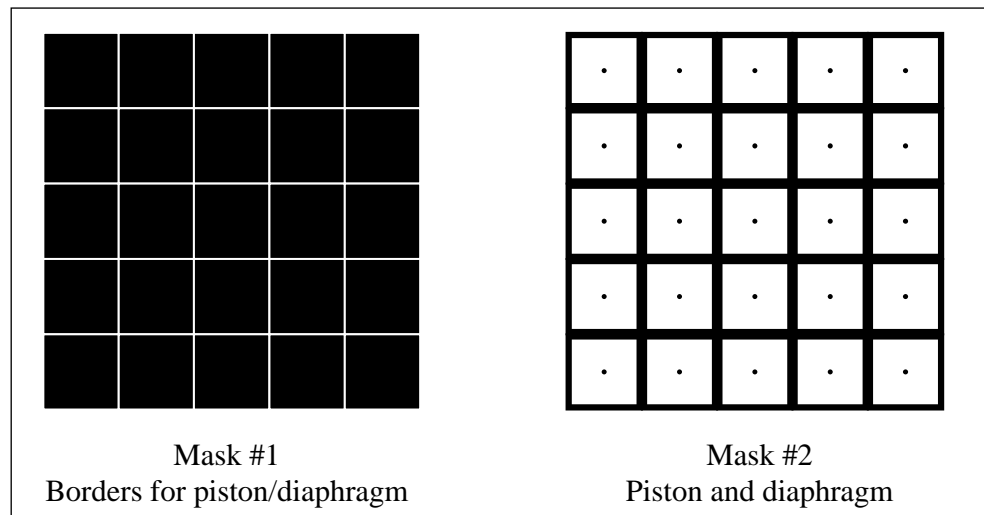 Mask #1
Borders for piston/diaphragm
Mask #2
Piston and diaphragm